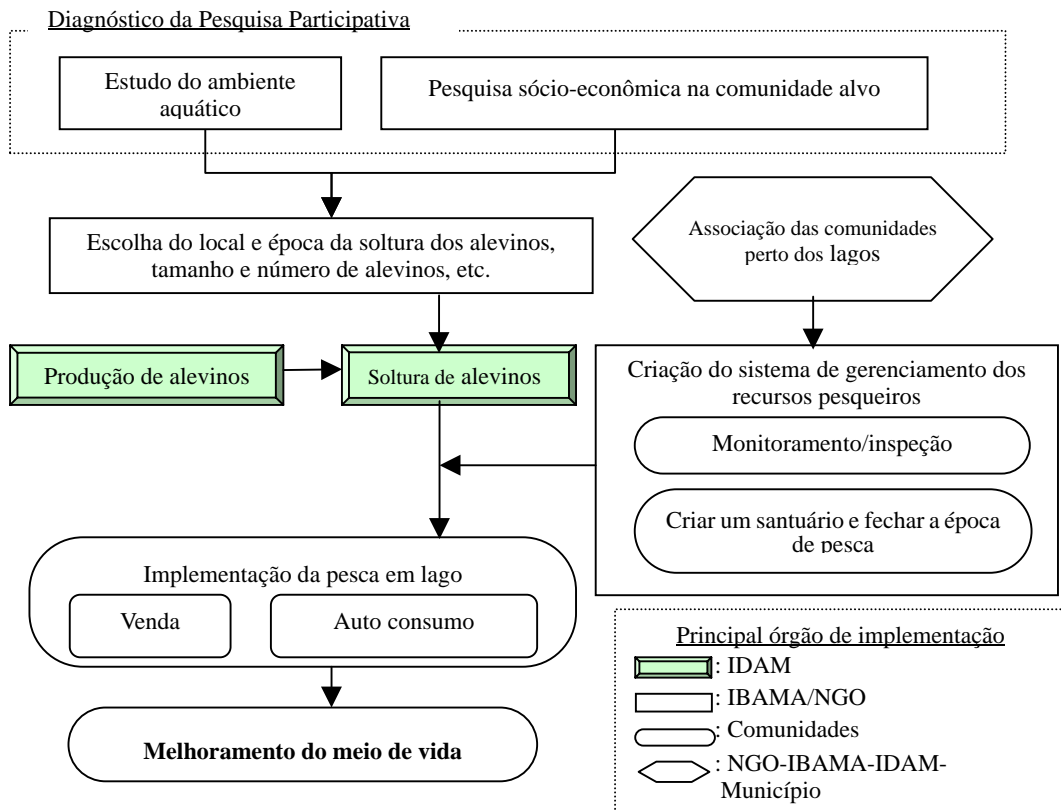 Diagnóstico da Pesquisa Participativa
Estudo do ambiente
aquático
Pesquisa sócio-econômica na comunidade alvo
Escolha do local e época da soltura dos alevinos,
tamanho e número de alevinos, etc.
Associação das comunidades
perto dos lagos
Produção de alevinos
Soltura de alevinos
Criação do sistema de gerenciamento dos
recursos pesqueiros
Monitoramento/inspeção
Criar um santuário e fechar a época
de pesca
Implementação da pesca em lago
Venda
Auto consumo
Melhoramento do meio de vida
Principal órgão de implementação
: IDAM
: IBAMA/NGO
: Comunidades
: NGO-IBAMA-IDAM-
Município